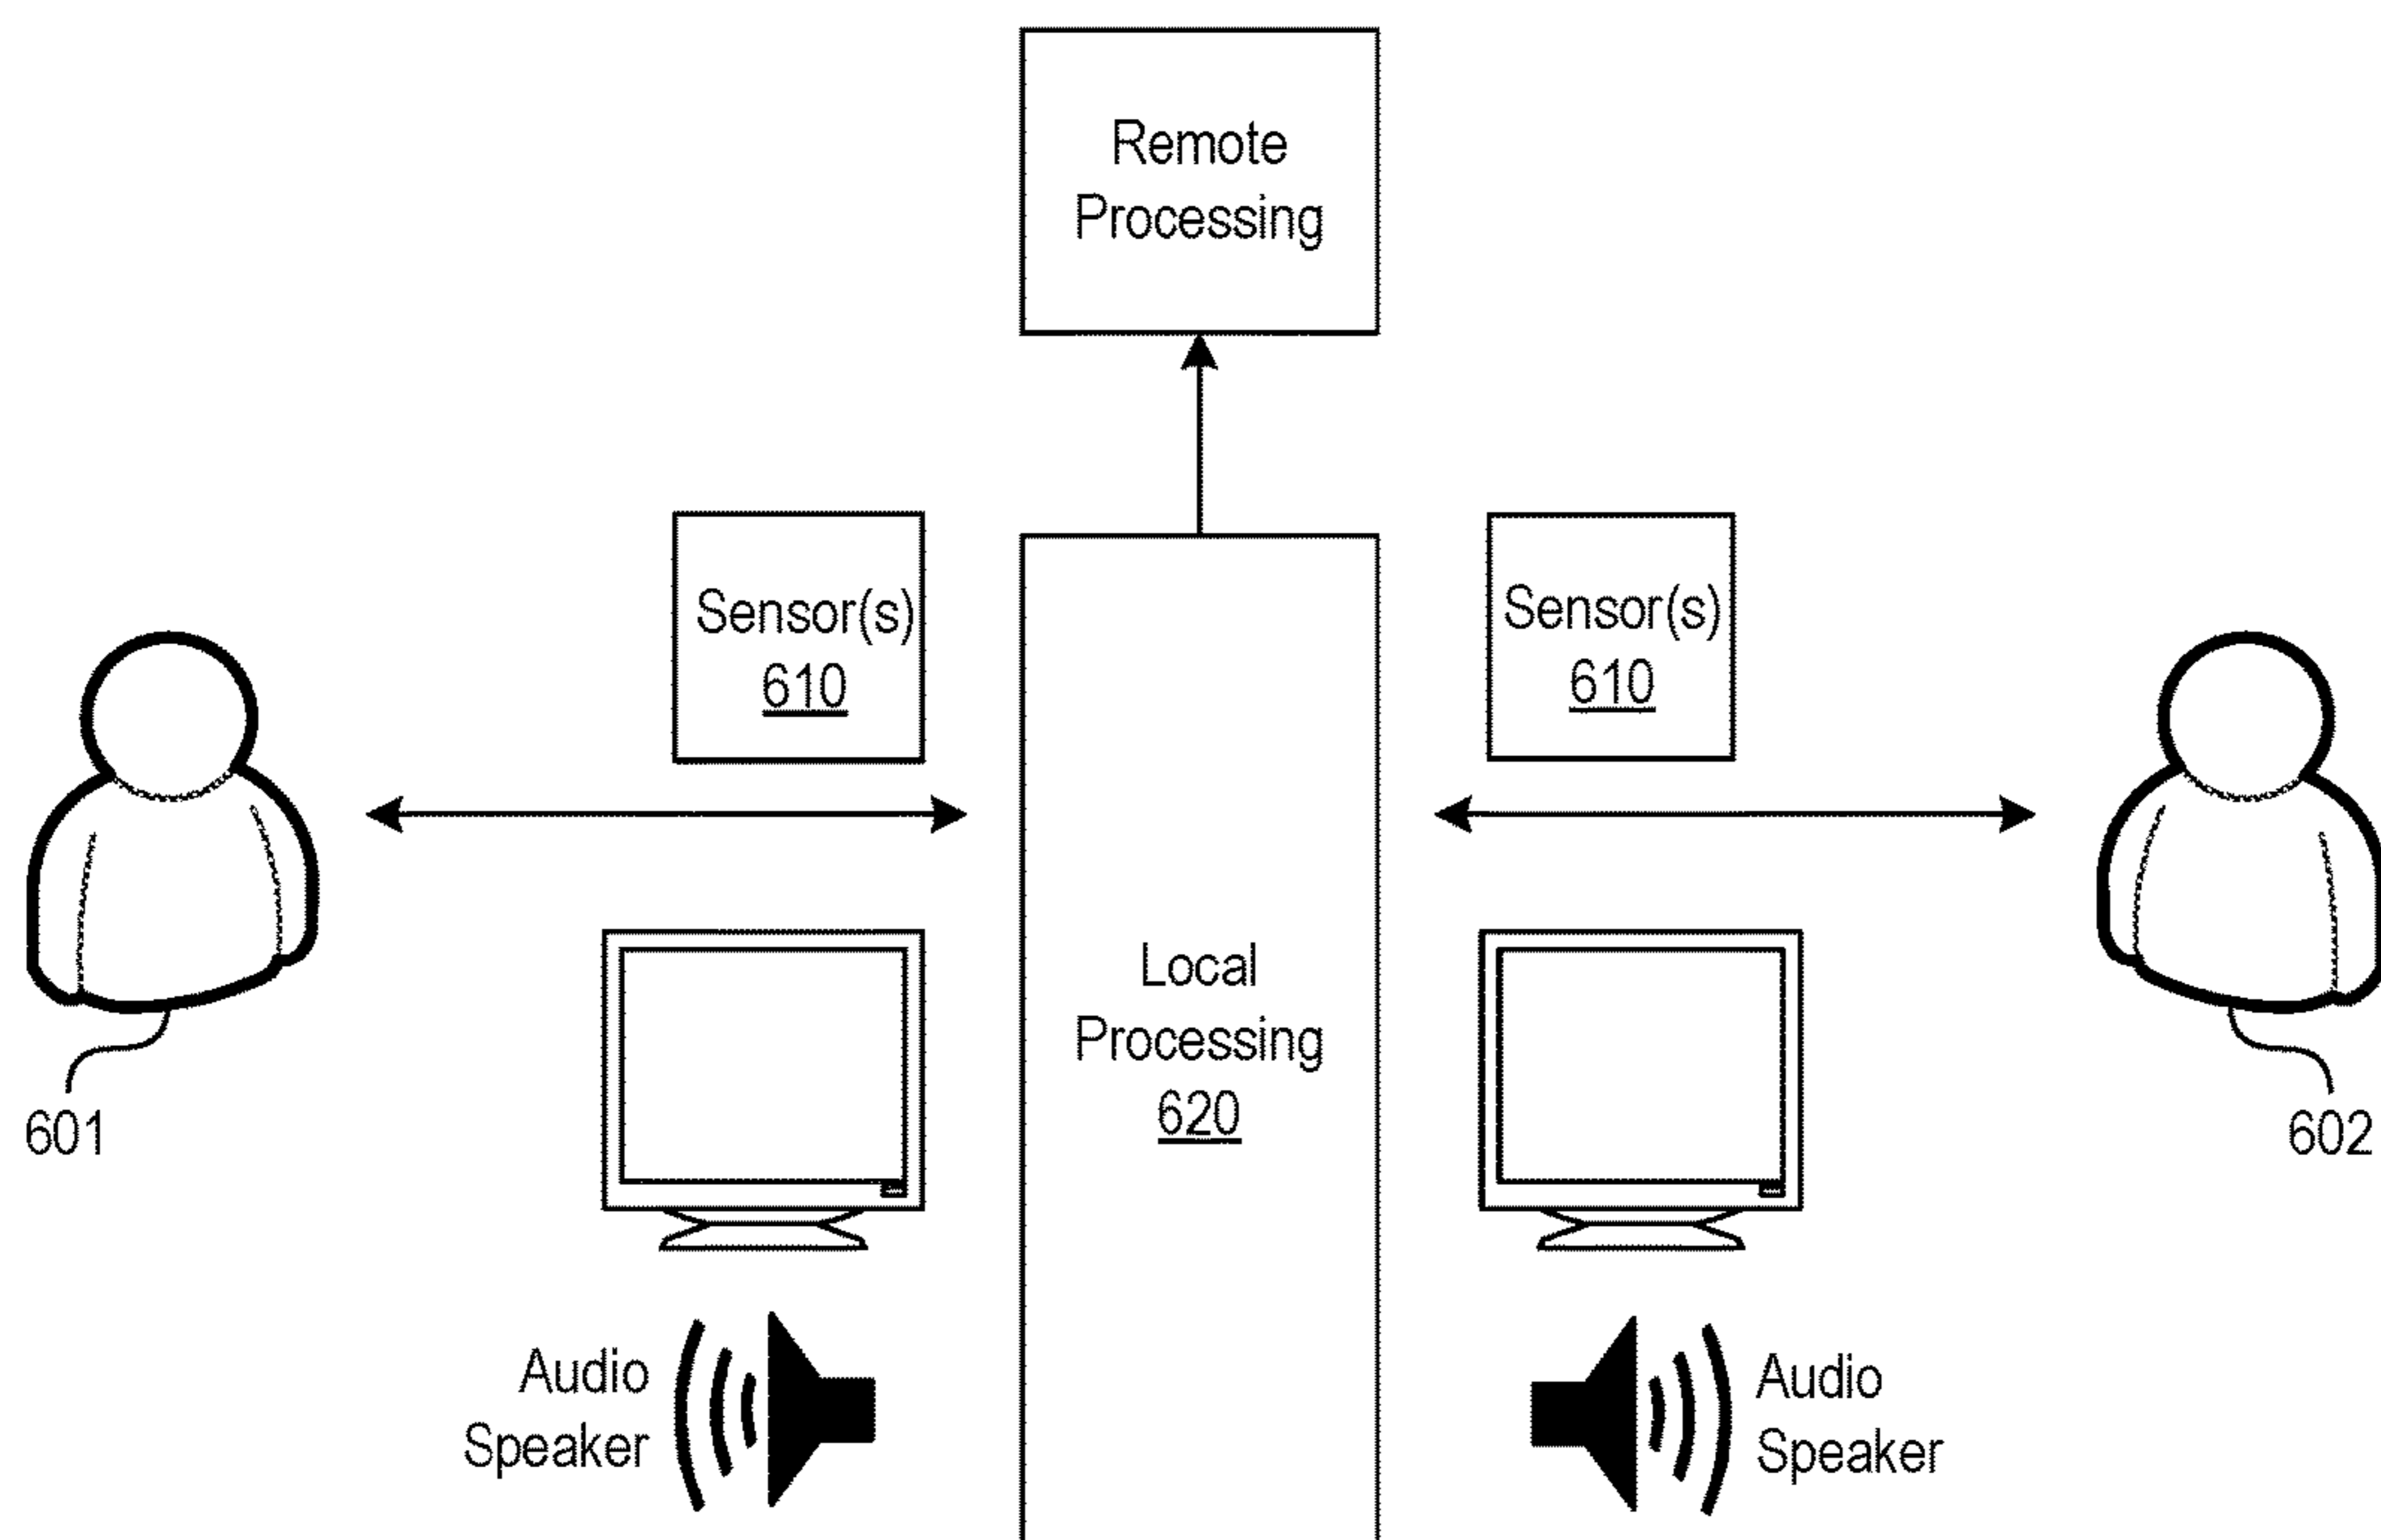 Remote
Processing
Sensor(s)
610
Sensor(s)
610
Local
Processing
620
601
602
Audio
Speaker
Audio
Speaker